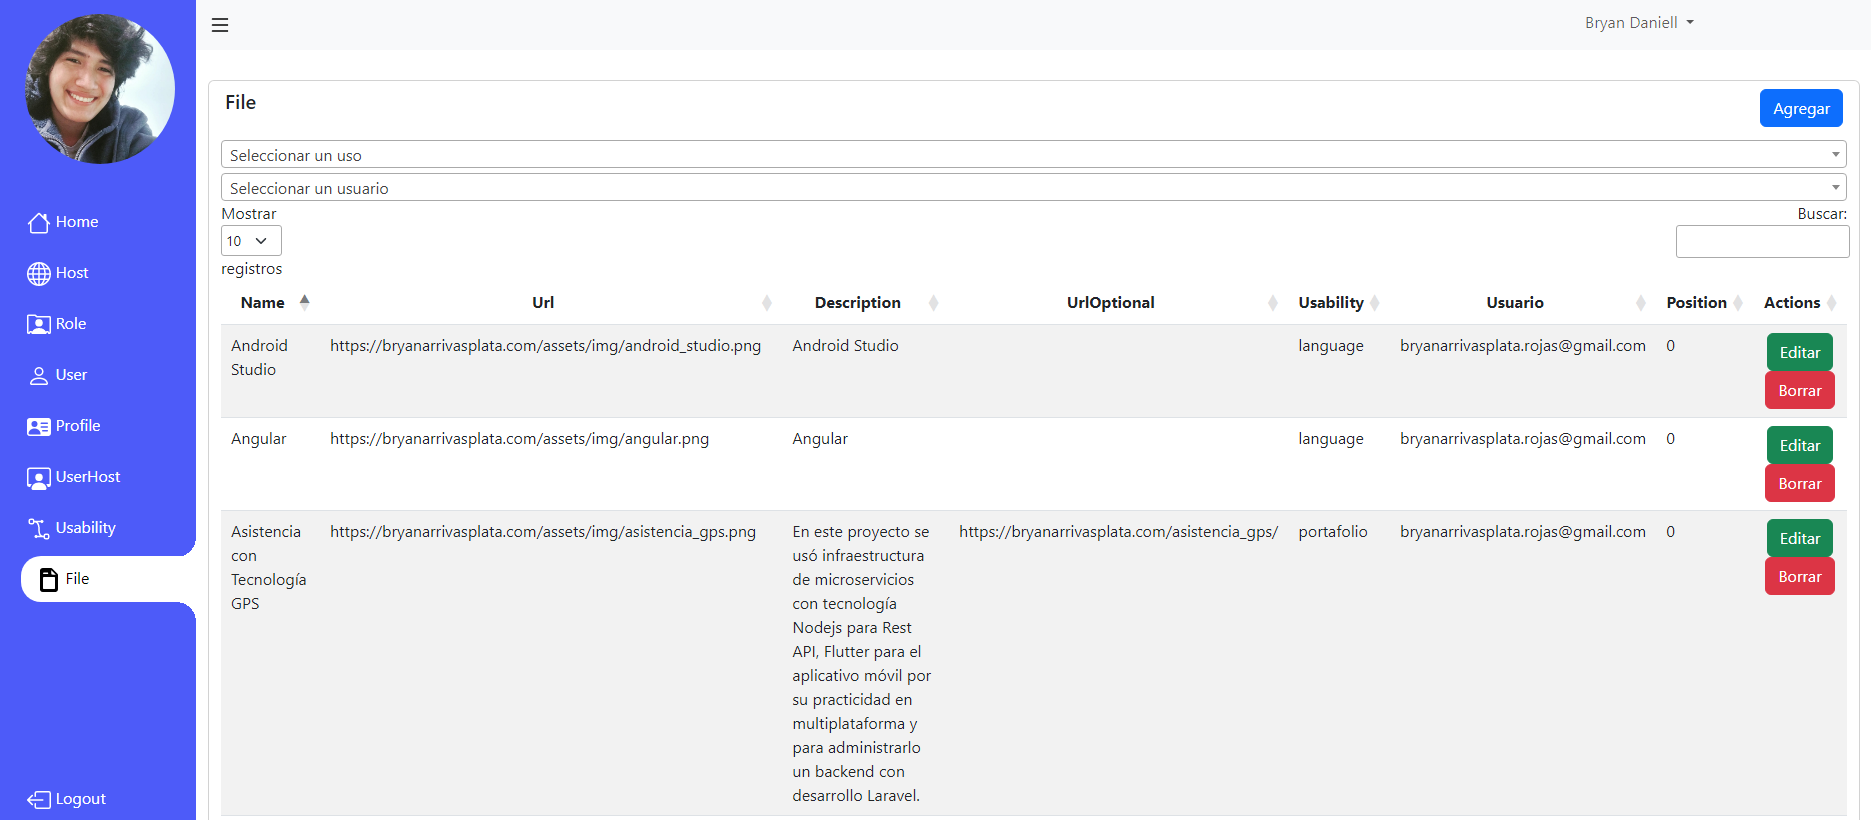 Bryan Daniell
Home
Host
Role
User
Profile
UserHost
Usability
File
Logout
File
Agregar
Seleccionar un uso
Seleccionar un usuario
Mostrar
10
registros
Buscar:
Name Url Description UrlOptional Usability Usuario Position Actions
Android
Studio
https://bryanarrivasplata.com/assets/img/android_studio.png
Android Studio
language
bryanarrivasplata.rojas@gmail.com
0
Editar
Borrar
Angular
https://bryanarrivasplata.com/assets/img/angular.png
Angular
language
bryanarrivasplata.rojas@gmail.com
0
Editar
Borrar
Asistencia
con
Tecnología
GPS
https://bryanarrivasplata.com/assets/img/asistencia_gps.png
En este proyecto se
usó infraestructura
de microservicios
con tecnología
Nodejs para Rest
API, Flutter para el
aplicativo móvil por
su practicidad en
multiplataforma y
para administrarlo
un backend con
desarrollo Laravel.
https://bryanarrivasplata.com/asistencia_gps/
portafolio
bryanarrivasplata.rojas@gmail.com
0
Editar
Borrar